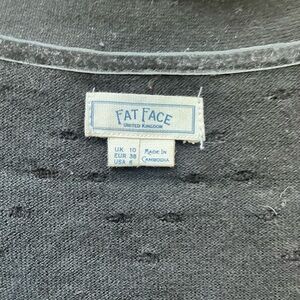 FAT FACE
UNITED KINGDOM
UK 10
EUR 38
USA 6
MADE IN
CAMBODIA